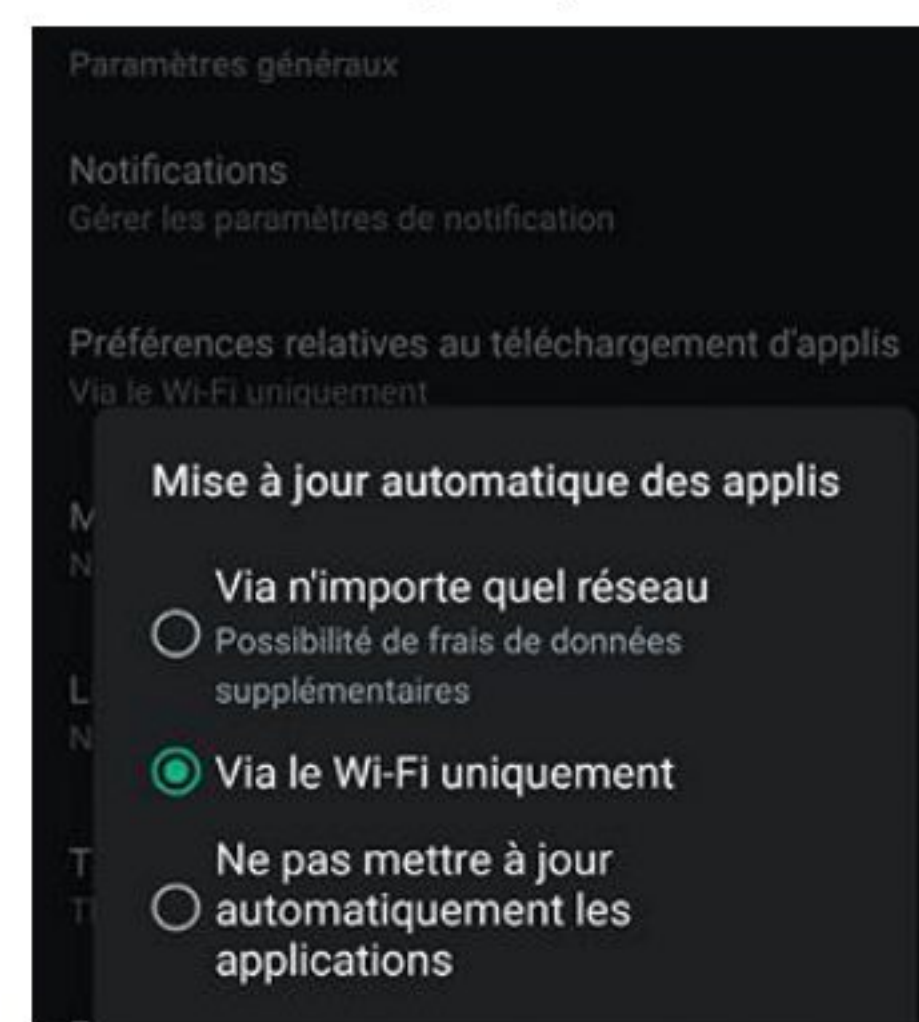 Paramètres généraux
Notifications
Gérer les paramètres de notification
Préférences relatives au téléchargement d'applis
Via le Wi-Fi uniquement
Mise à jour automatique des applis
Via n'importe quel réseau
Possibilité de frais de données
supplémentaires
Via le Wi-Fi uniquement
Ne pas mettre à jour
automatiquement les
applications